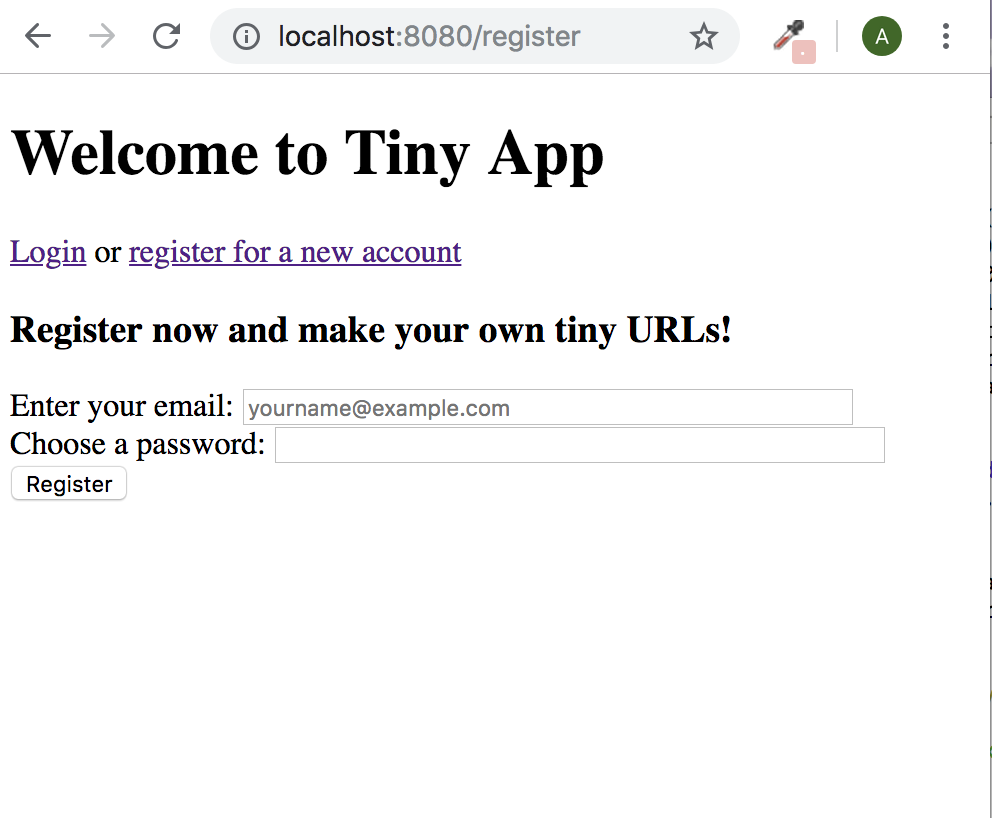 localhost:8080/register
A
Welcome to Tiny App
Login or register for a new account
Register now and make your own tiny URLs!
Enter your email: yourname@example.com
Choose a password:
Register